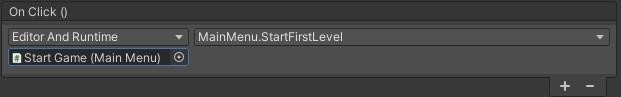 On Click ()
Editor And Runtime MainMenu.StartFirstLevel
Start Game (Main Menu)